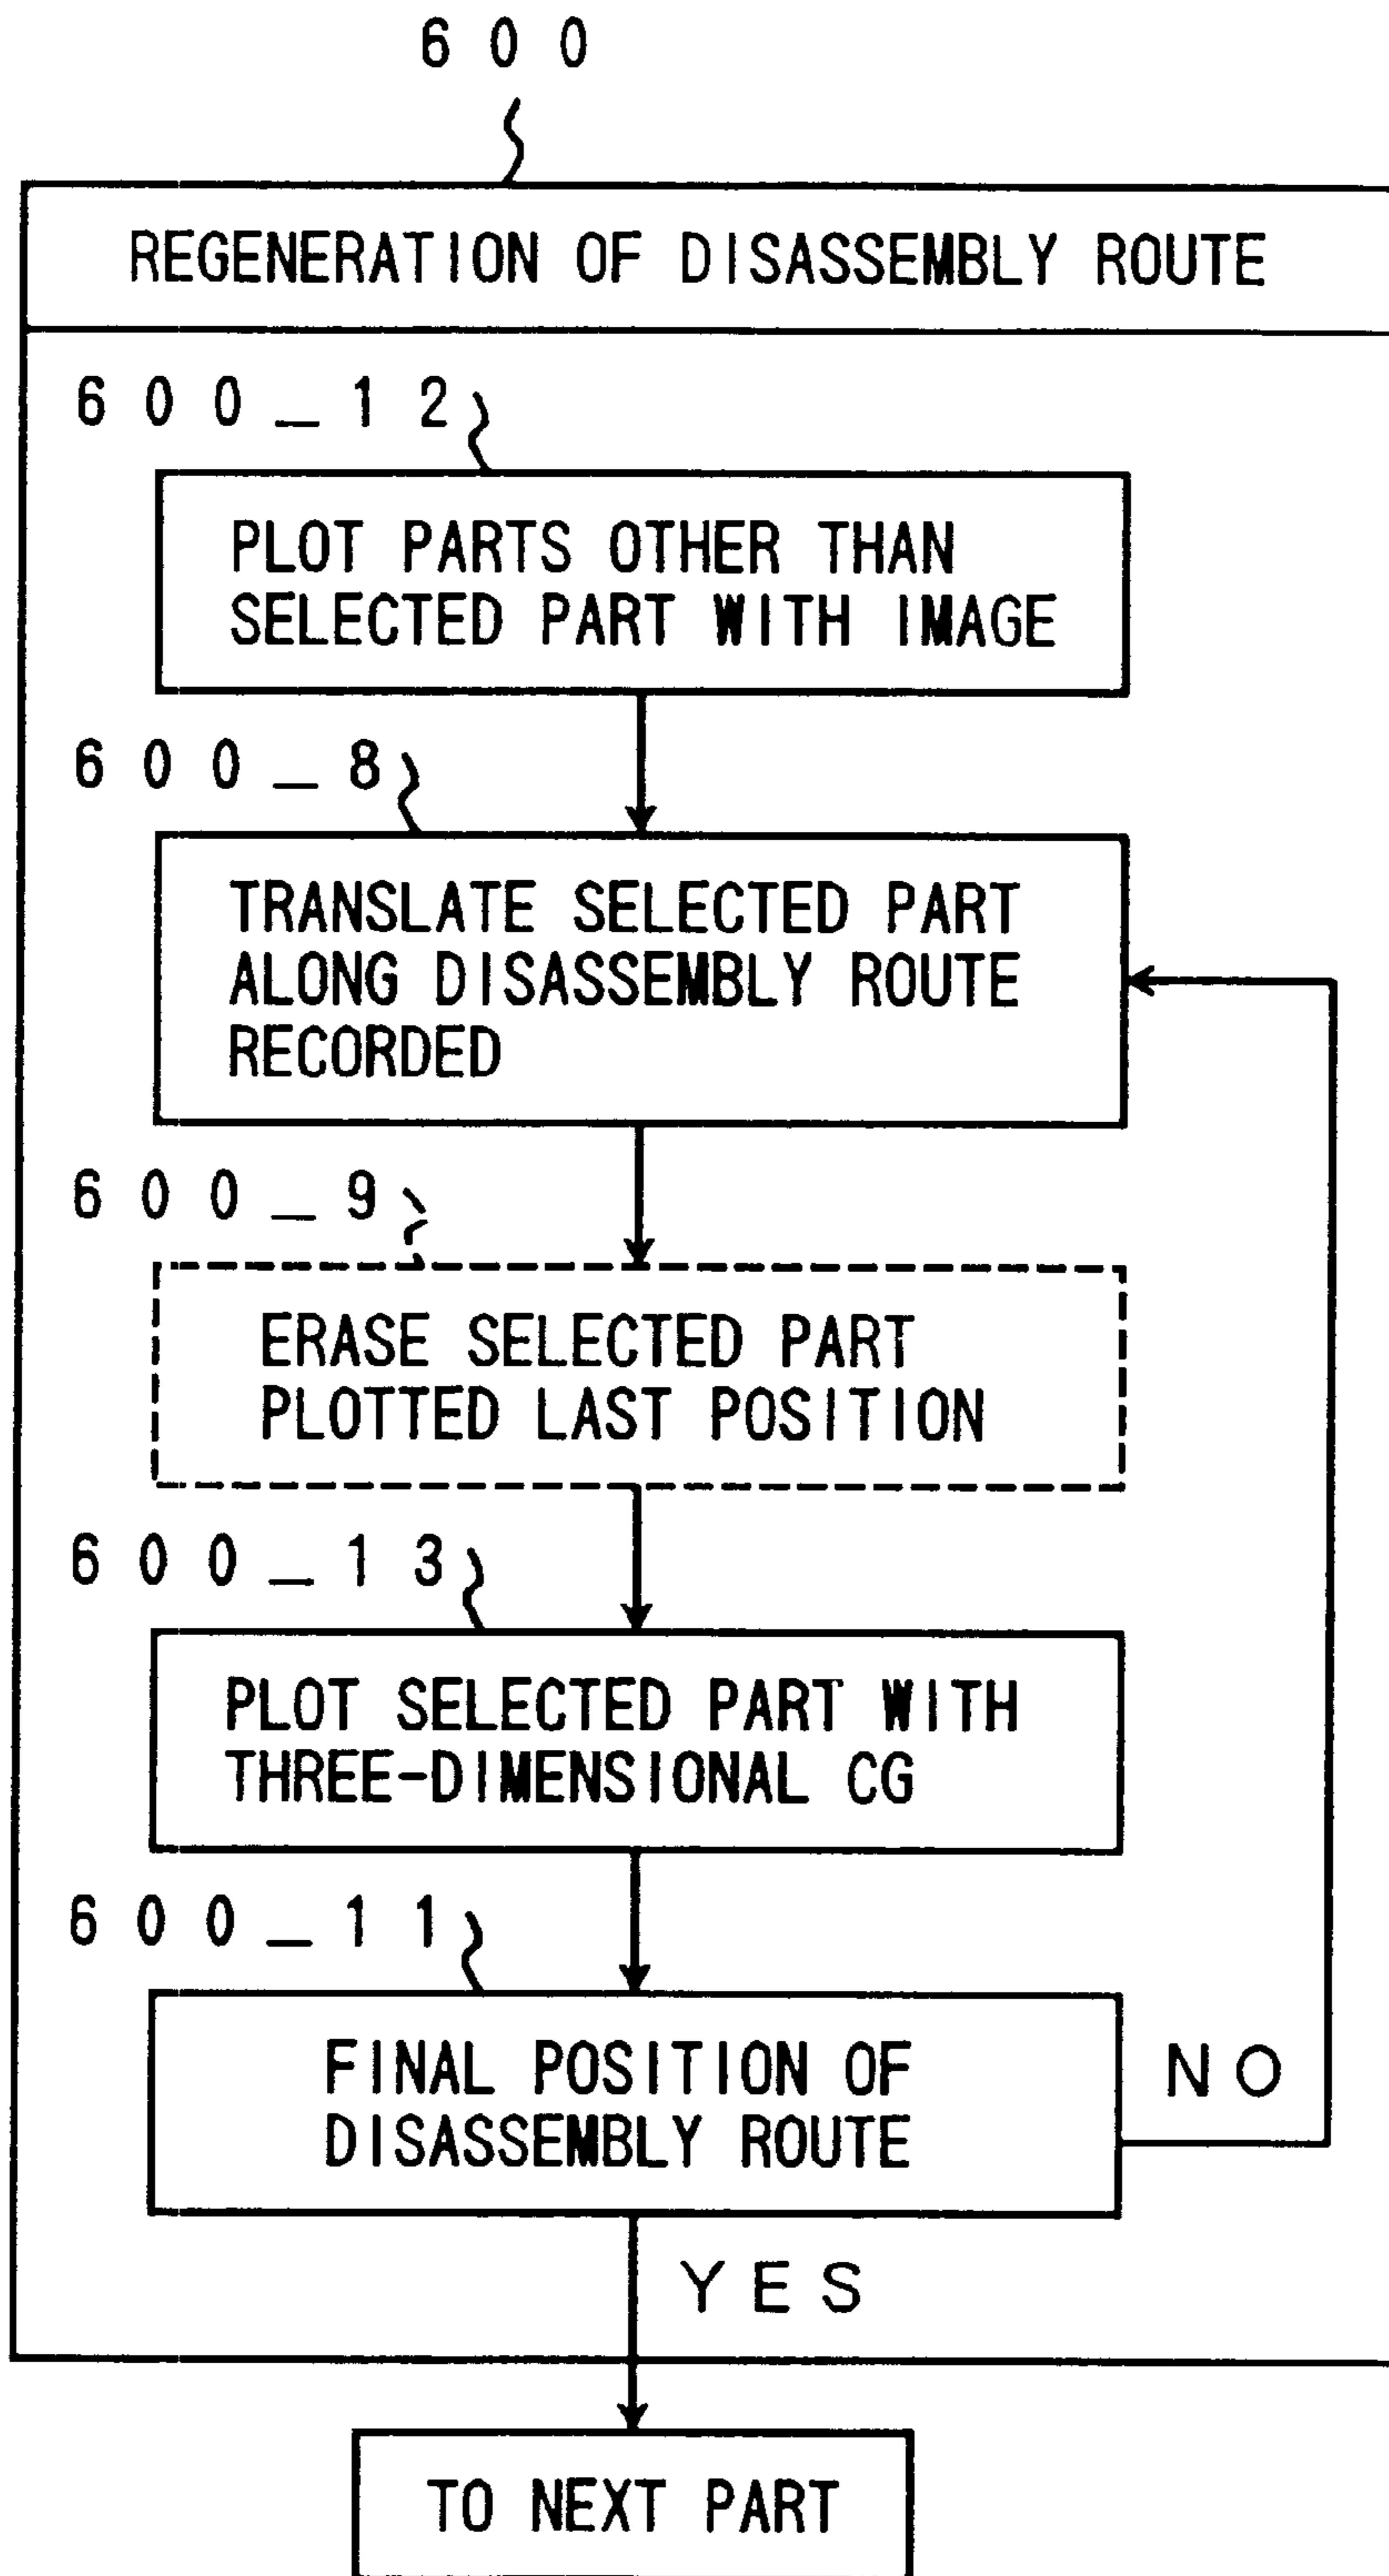 600
REGENERATION OF DISASSEMBLY ROUTE
600_12
PLOT PARTS OTHER THAN
SELECTED PART WITH IMAGE
600_8
TRANSLATE SELECTED PART
ALONG DISASSEMBLY ROUTE
RECORDED
600_9
ERASE SELECTED PART
PLOTTED LAST POSITION
600_13
PLOT SELECTED PART WITH
THREE-DIMENSIONAL CG
600_11
FINAL POSITION OF
DISASSEMBLY ROUTE
NO
YES
TO NEXT PART